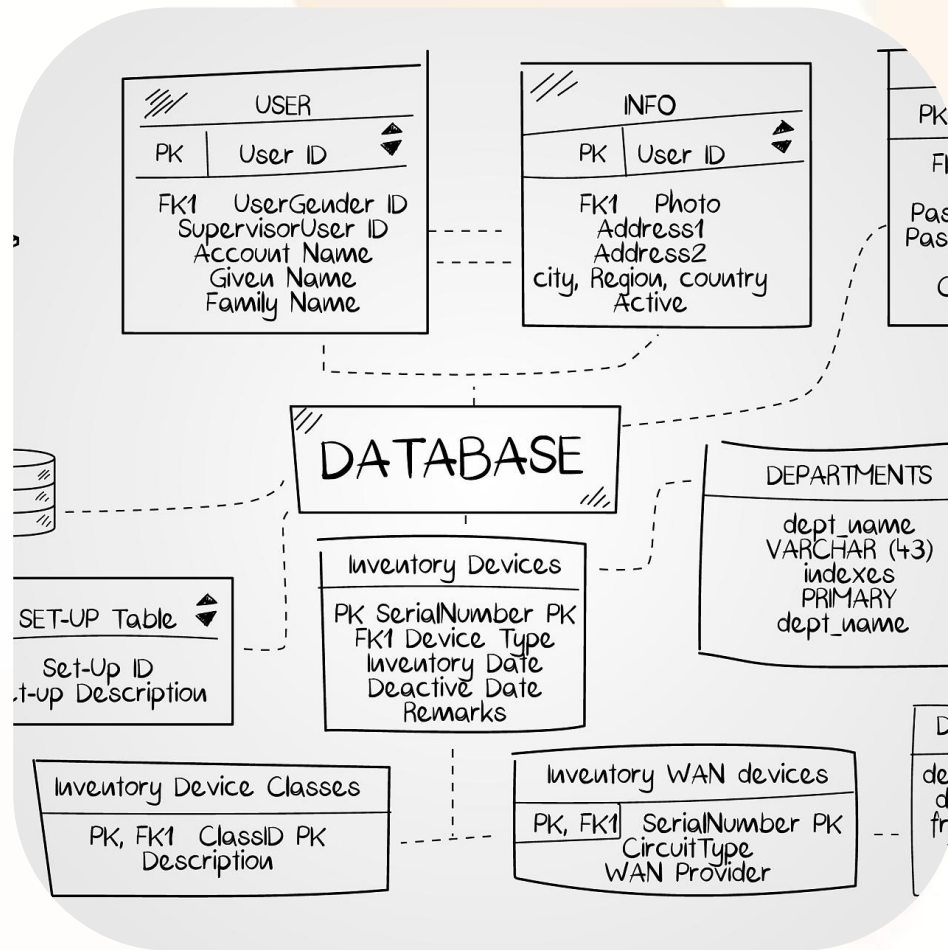 USER
PK User ID
FK1 UserGender ID
SupervisorUser ID
Account Name
Given Name
Family Name
INFO
PK User ID
FK1 Photo
Address1
Address2
city, Region, country
Active
PK
DATABASE
DEPARTMENTS
dept_name
VARCHAR (43)
indexes
PRIMARY
dept_name
Inventory Devices
PK SerialNumber PK
FK1 Device Type
Inventory Date
Deactive Date
Remarks
SET-UP Table
Set-Up ID
Description
Inventory Device Classes
PK, FK1 ClassID PK
Description
Inventory WAN devices
PK, FK1 SerialNumber PK
CircuitType
WAN Provider